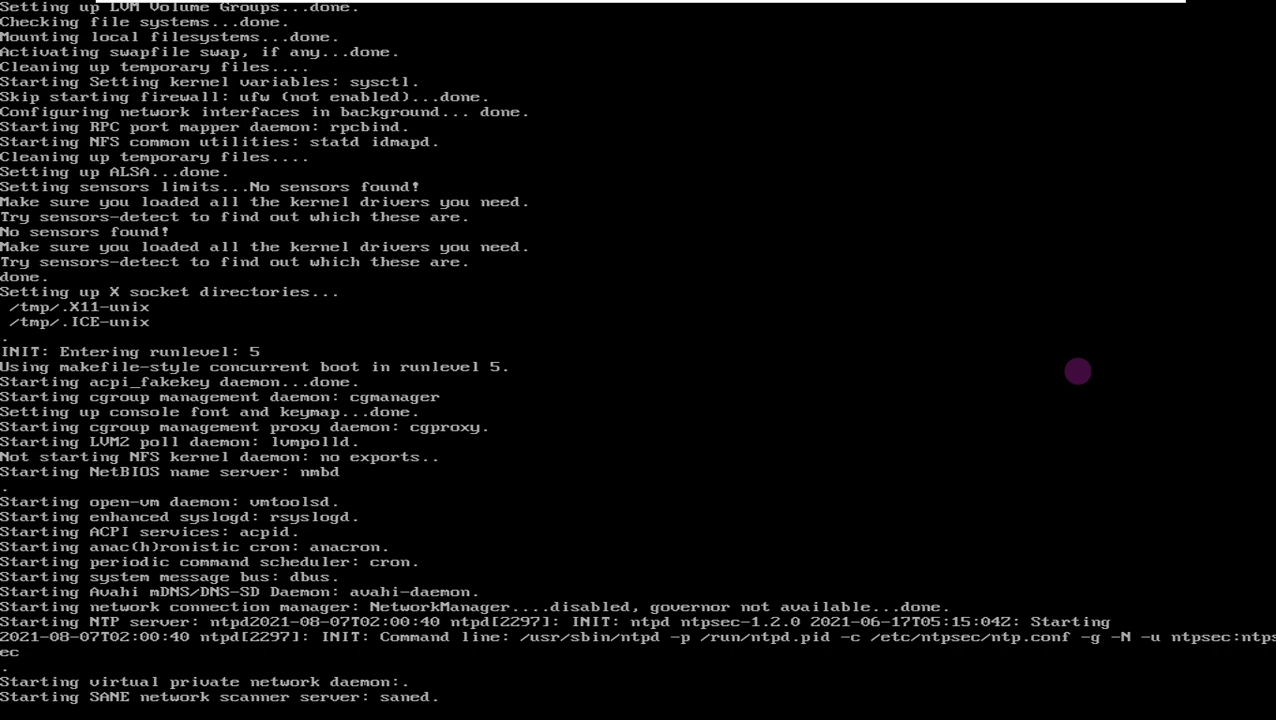 Setting up LVM Volume Groups...done.
Checking file systems...done.
Mounting local filesystems...done.
Activating swapfile swap, if any...done.
Cleaning up temporary files....
Starting Setting kernel variables: sysctl.
Skip starting firewall: ufw (not enabled)...done.
Configuring network interfaces in background... done.
Starting RPC port mapper daemon: rpcbind.
Starting NFS common utilities: statd idmapd.
Cleaning up temporary files....
Setting up ALSA...done.
Setting sensors limits...No sensors found!
Make sure you loaded all the kernel drivers you need.
Try sensors-detect to find out which these are.
No sensors found!
Make sure you loaded all the kernel drivers you need.
Try sensors-detect to find out which these are.
done.
Setting up X socket directories...
/tmp/.X11-unix
/tmp/.ICE-unix
.
INIT: Entering runlevel: 5
Using makefile-style concurrent boot in runlevel 5.
Starting acpi_fakekey daemon...done.
Starting cgroup management daemon: cgmanager
Setting up console font and keymap...done.
Starting cgroup management proxy daemon: cgproxy.
Starting LVM2 poll daemon: lvmpolld.
Not starting NFS kernel daemon: no exports..
Starting NetBIOS name server: nmbd
.
Starting open-vm daemon: vmtoolsd.
Starting enhanced syslogd: rsyslogd.
Starting ACPI services: acpid.
Starting anac(h)ronistic cron: anacron.
Starting periodic command scheduler: cron.
Starting system message bus: dbus.
Starting Avahi mDNS/DNS-SD Daemon: avahi-daemon.
Starting network connection manager: NetworkManager....disabled, governor not available...done.
Starting NTP server: ntpd2021-08-07T02:00:40 ntpd[2297]: INIT: ntpd ntpsec-1.2.0 2021-06-17T05:15:04Z: Starting
2021-08-07T02:00:40 ntpd[2297]: INIT: Command line: /usr/sbin/ntpd -p /run/ntpd.pid -c /etc/ntpsec/ntp.conf -g -N -u ntpsec:ntps
ec
.
Starting virtual private network daemon:.
Starting SANE network scanner server: saned.